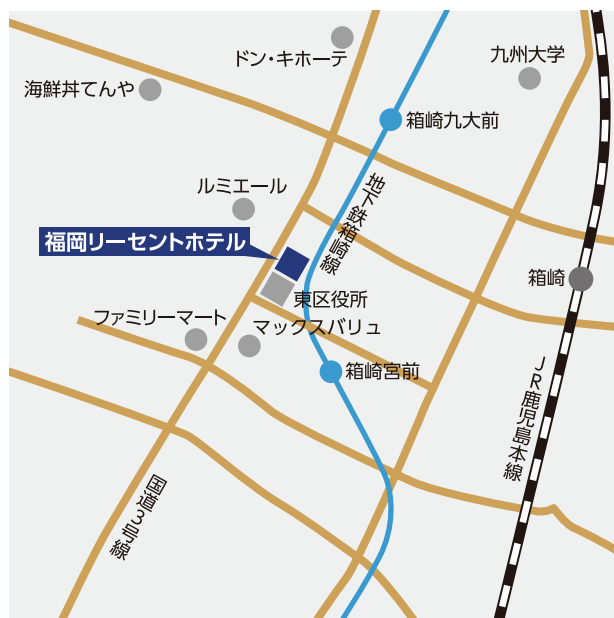 ドン・キホーテ
九州大学
海鮮丼てんや
箱崎九大前
ルミエール
地下鉄箱崎線
福岡リーセントホテル
箱崎
東区役所
ファミリーマート
マックスバリュ
箱崎宮前
JR鹿児島本線
国道3号線